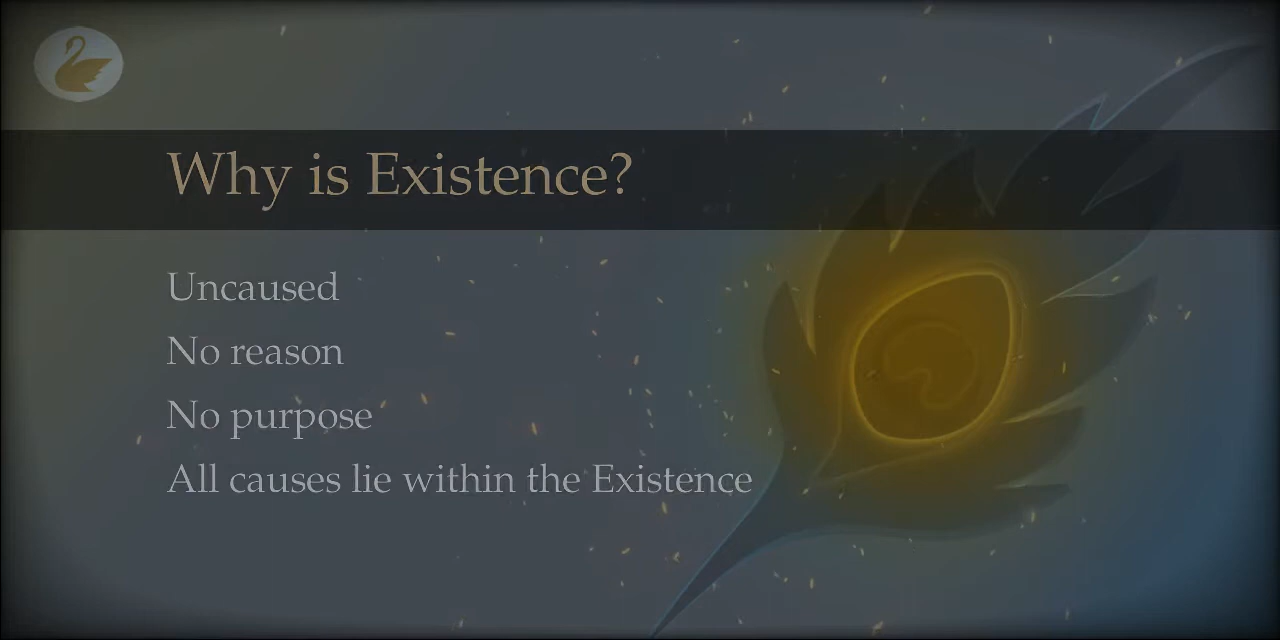 Why is Existence?
Uncaused
No reason
No purpose
All causes lie within the Existence